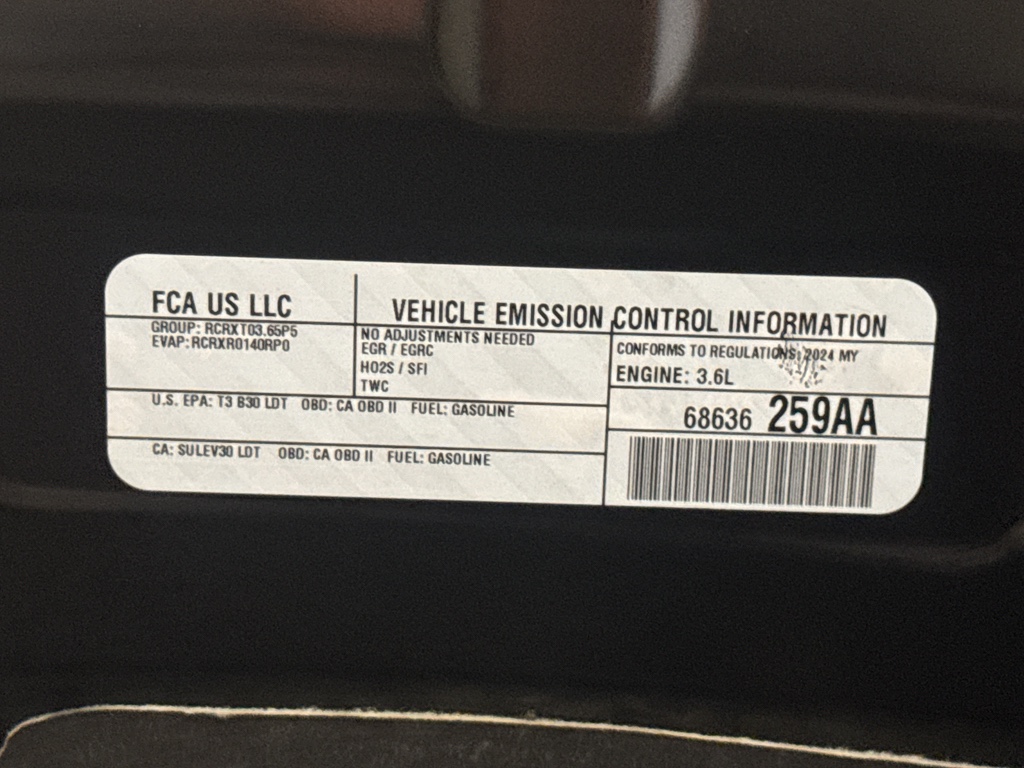 FCA US LLC
VEHICLE EMISSION CONTROL INFORMATION
GROUP: RCRXT03.65P5
EVAP: RCRXR0140RP0
NO ADJUSTMENTS NEEDED
EGR / EGRC
HO2S / SFI
TWC
CONFORMS TO REGULATIONS: 2024 MY
ENGINE: 3.6L
U.S. EPA: T3 B30 LDT OBD: CA OBD II FUEL: GASOLINE
68636 259AA
CA: SULEV30 LDT OBD: CA OBD II FUEL: GASOLINE